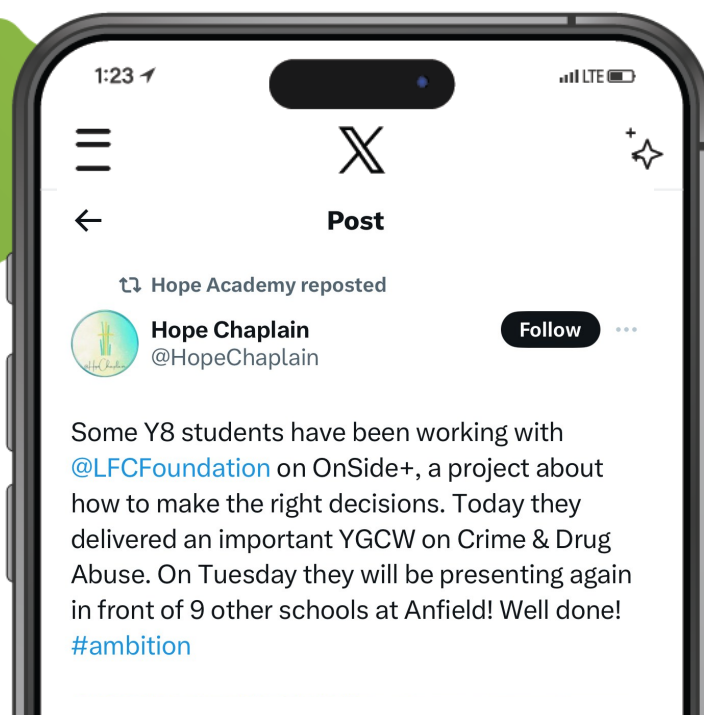 1:23
LTE
X
Post
Hope Academy reposted
Hope Chaplain
Follow
@HopeChaplain
Some Y8 students have been working with
@LFCFoundation on OnSide+, a project about
how to make the right decisions. Today they
delivered an important YGCW on Crime & Drug
Abuse. On Tuesday they will be presenting again
in front of 9 other schools at Anfield! Well done!
#ambition